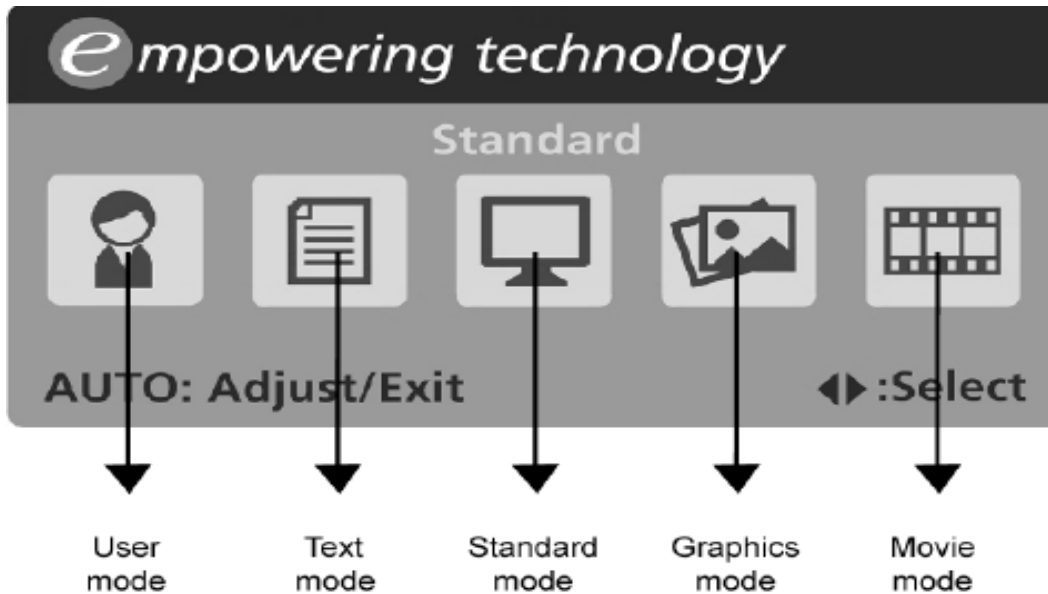 empowering technology
Standard
AUTO: Adjust/Exit
:Select
User
mode
Text
mode
Standard
mode
Graphics
mode
Movie
mode